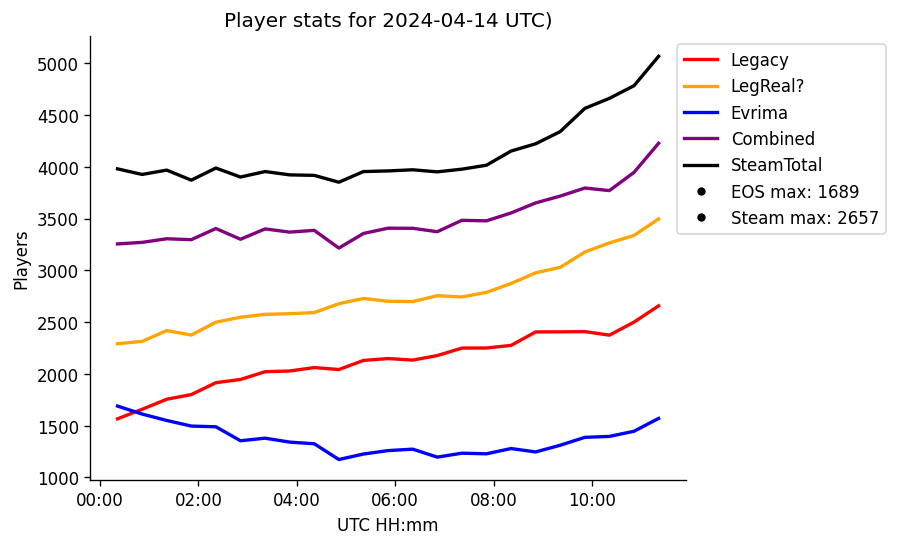 Player stats for 2024-04-14 UTC)
Players
5000
4500
4000
3500
3000
2500
2000
1500
1000
00:00
02:00
04:00
06:00
08:00
10:00
UTC HH:mm
Legacy
LegReal?
Evrima
Combined
SteamTotal
EOS max: 1689
Steam max: 2657